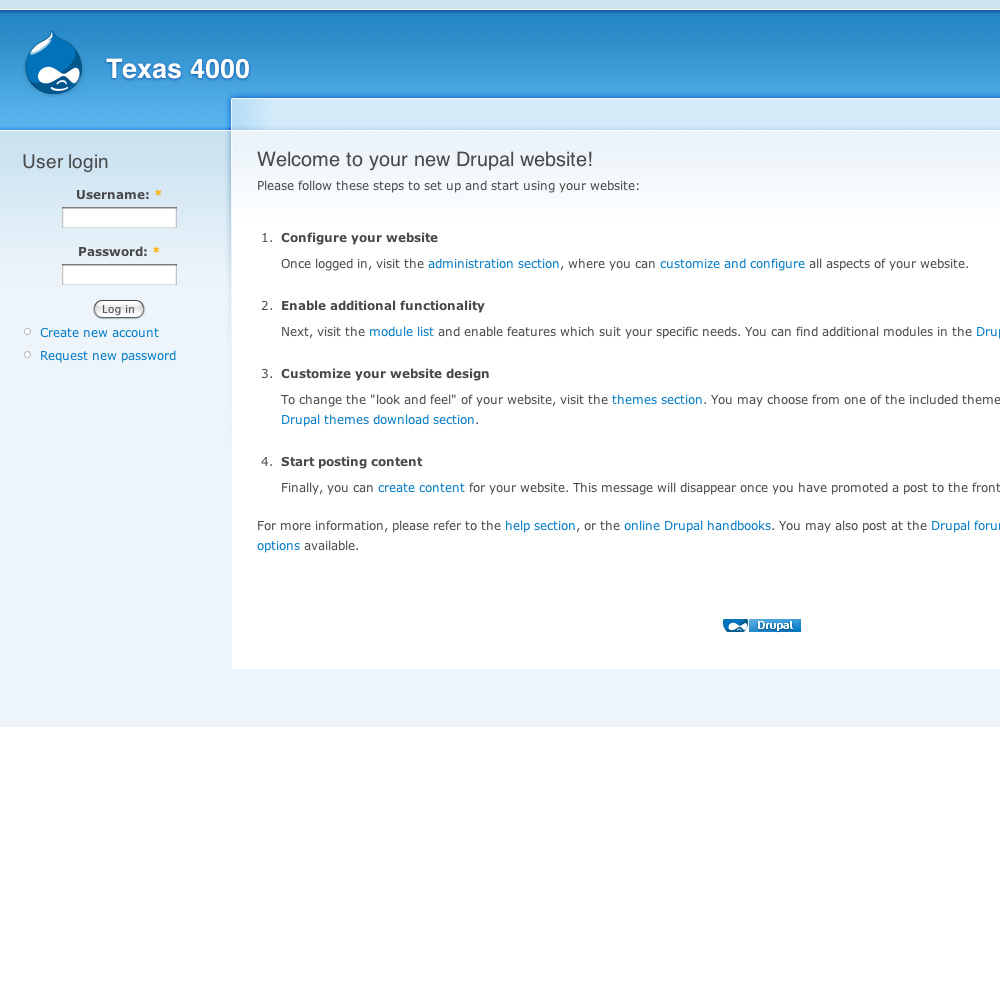 Texas 4000
User login
Username: *
Password: *
Log in
Create new account
Request new password
Welcome to your new Drupal website!
Please follow these steps to set up and start using your website:
1. Configure your website
Once logged in, visit the administration section, where you can customize and configure all aspects of your website.
2. Enable additional functionality
Next, visit the module list and enable features which suit your specific needs. You can find additional modules in the
3. Customize your website design
To change the "look and feel" of your website, visit the themes section. You may choose from one of the included
Drupal themes download section.
4. Start posting content
Finally, you can create content for your website. This message will disappear once you have promoted a post to the front
For more information, please refer to the help section, or the online Drupal handbooks. You may also post at the Drupal
options available.
Drupal